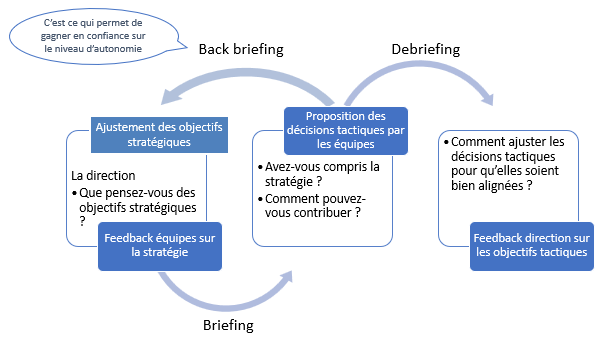 C'est ce qui permet de
gagner en confiance sur
le niveau d'autonomie
Back briefing
Debriefing
Ajustement des objectifs
stratégiques
La direction
• Que pensez-vous des
objectifs stratégiques
?
Feedback équipes sur
la stratégie
Proposition des
décisions tactiques par
les équipes
• Avez-vous compris la
stratégie ?
• Comment pouvez-
vous contribuer ?
• Comment ajuster les
décisions tactiques
pour qu'elles soient
bien alignées ?
Feedback direction sur
les objectifs tactiques
Briefing